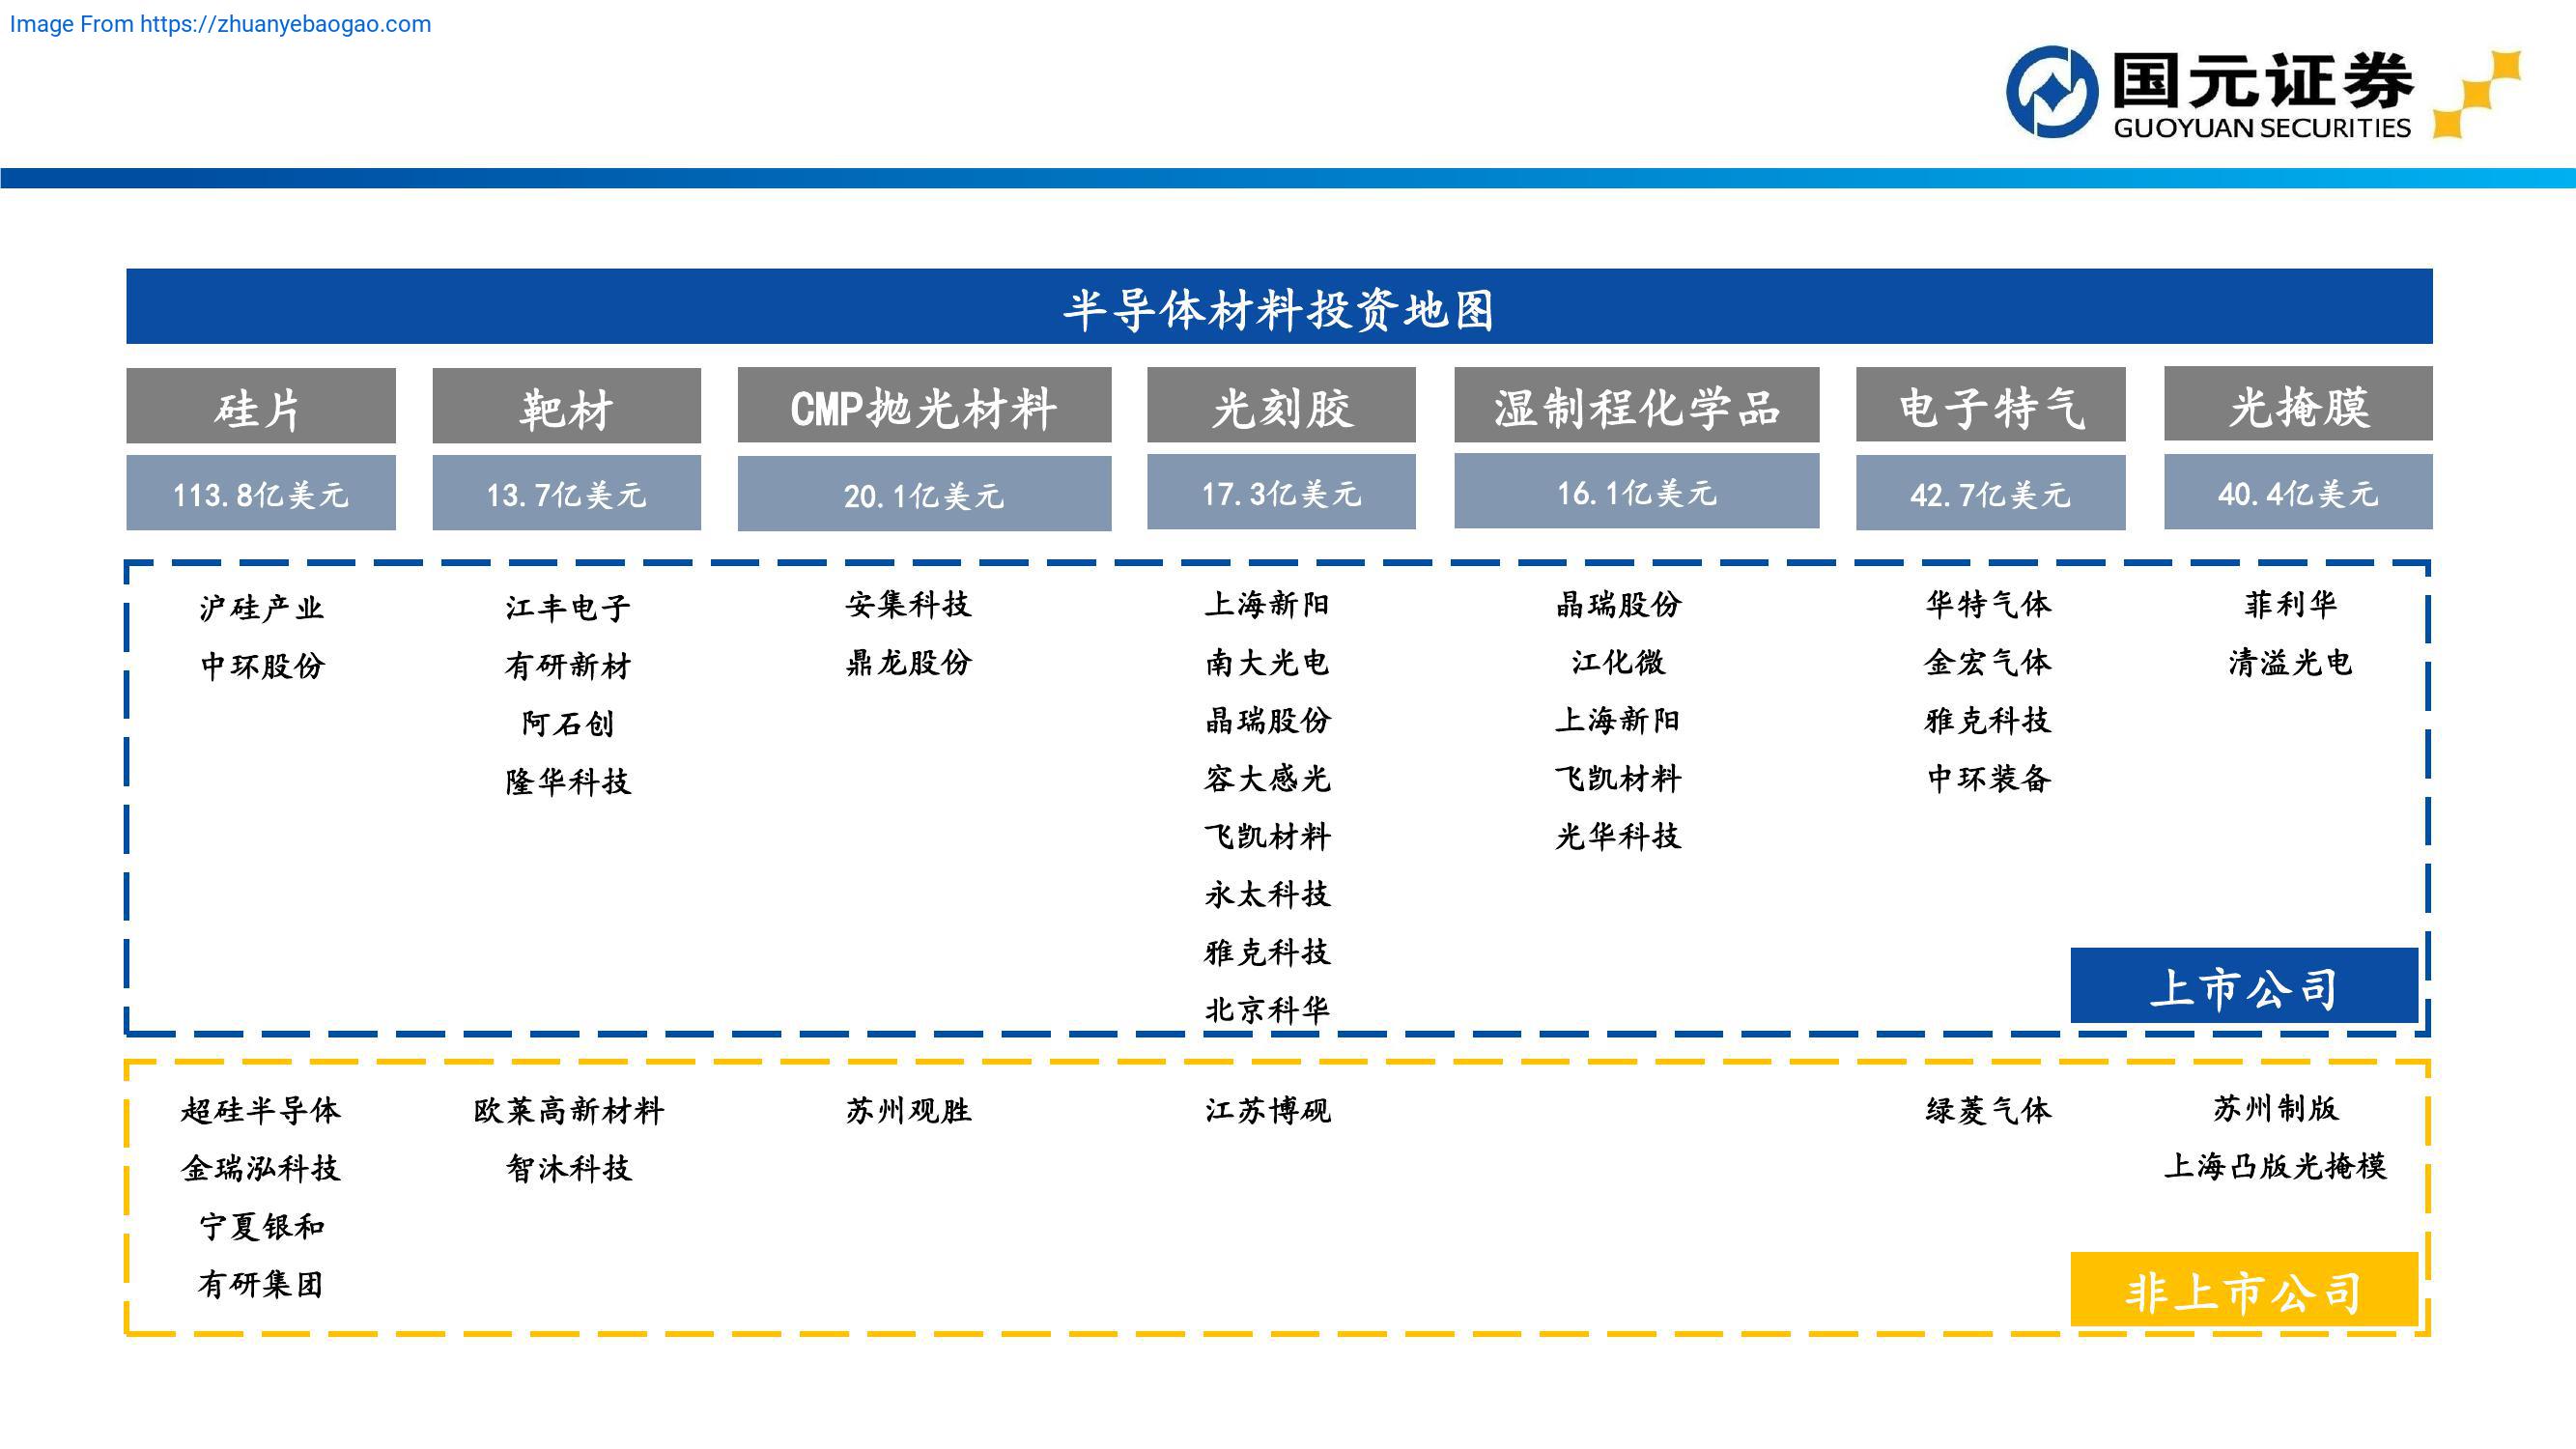 Image From https://zhuanyebaogao.com
国元证券
GUOYUAN SECURITIES
半导体材料投资地图
硅片 靶材 CMP抛光材料 光刻胶 湿制程化学品 电子特气 光掩膜
113.8亿美元 13.7亿美元 20.1亿美元 17.3亿美元 16.1亿美元 42.7亿美元 40.4亿美元
沪硅产业 江丰电子 安集科技 上海新阳 晶瑞股份 华特气体 菲利华
中环股份 有研新材 鼎龙股份 南大光电 江化微 金宏气体 清溢光电
阿石创 晶瑞股份 上海新阳 雅克科技
隆华科技 容大感光 飞凯材料 中环装备
飞凯材料 光华科技
永太科技
雅克科技
北京科华
上市公司
超硅半导体 欧莱高新材料 苏州观胜 江苏博砚 绿菱气体 苏州制版
金瑞泓科技 智沐科技 上海凸版光掩模
宁夏银和
有研集团
非上市公司